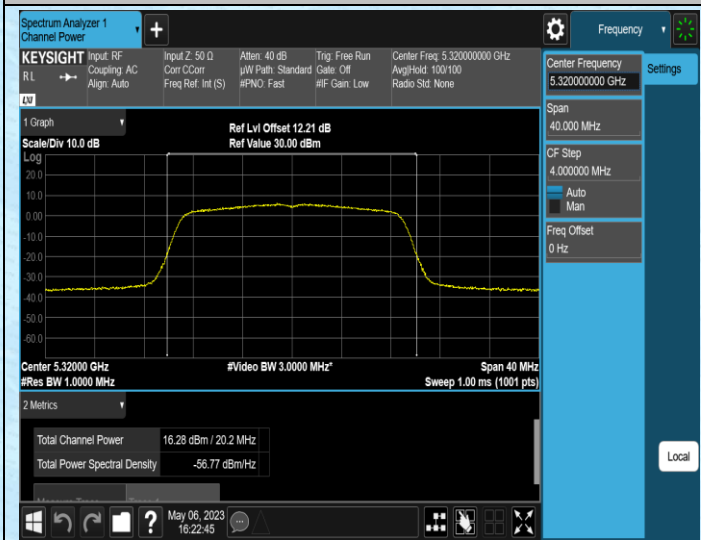 Spectrum Analyzer 1
Channel Power
Frequency
KEYSIGHT
R L
LXI
Input: RF
Coupling: AC
Align: Auto
Input Z: 50 Ω
Corr CCorr
Freq Ref: Int (S)
Atten: 40 dB
µW Path: Standard
#PNO: Fast
Trig: Free Run
Gate: Off
#IF Gain: Low
Center Freq: 5.320000000 GHz
Avg|Hold: 100/100
Radio Std: None
Center Frequency
5.320000000 GHz
Settings
Span
40.000 MHz
CF Step
4.000000 MHz
Auto
Man
Freq Offset
0 Hz
1 Graph
Scale/Div 10.0 dB
Ref Lvl Offset 12.21 dB
Ref Value 30.00 dBm
Log
20.0
10.0
0.00
-10.0
-20.0
-30.0
-40.0
-50.0
-60.0
Center 5.32000 GHz
#Video BW 3.0000 MHz*
Span 40 MHz
#Res BW 1.0000 MHz
Sweep 1.00 ms (1001 pts)
2 Metrics
Total Channel Power 16.28 dBm / 20.2 MHz
Total Power Spectral Density -56.77 dBm/Hz
Local
?
May 06, 2023
16:22:45